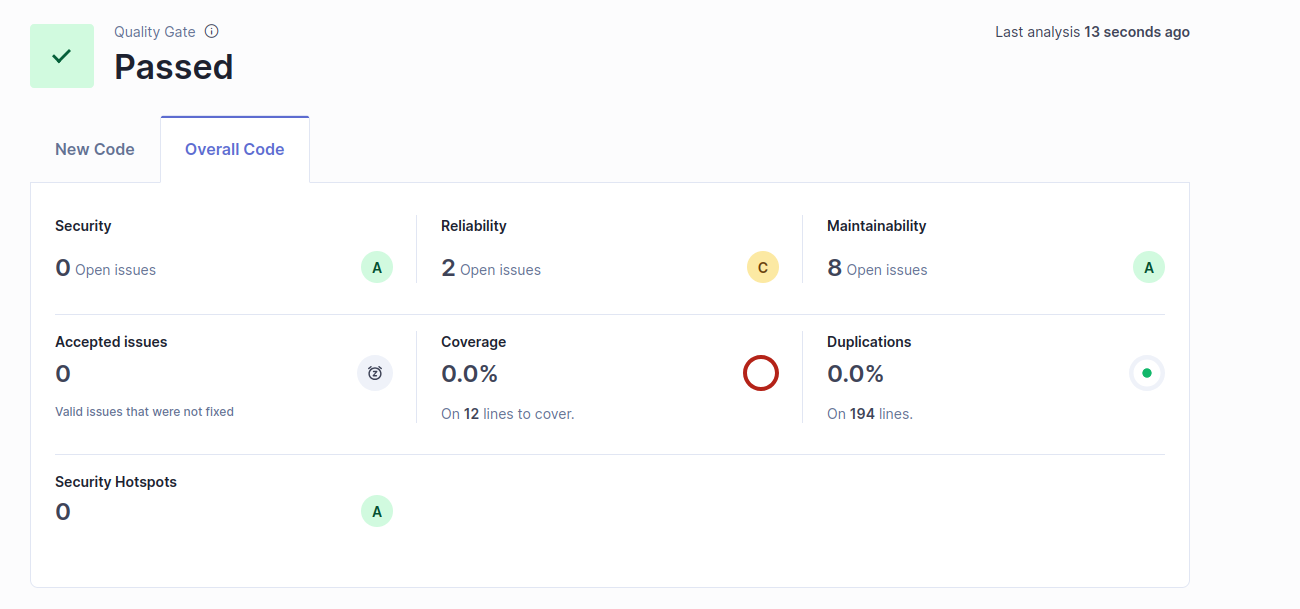 Quality Gate
Passed
Last analysis 13 seconds ago
New Code
Overall Code
Security
0 Open issues
A
Reliability
2 Open issues
C
Maintainability
8 Open issues
A
Accepted issues
0
Valid issues that were not fixed
Coverage
0.0%
On 12 lines to cover.
Duplications
0.0%
On 194 lines.
Security Hotspots
0
A